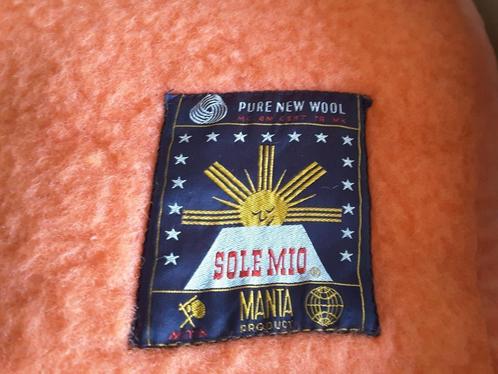 PURE NEW WOOL
SOLE MIO ®
MANTA
PRODUCT